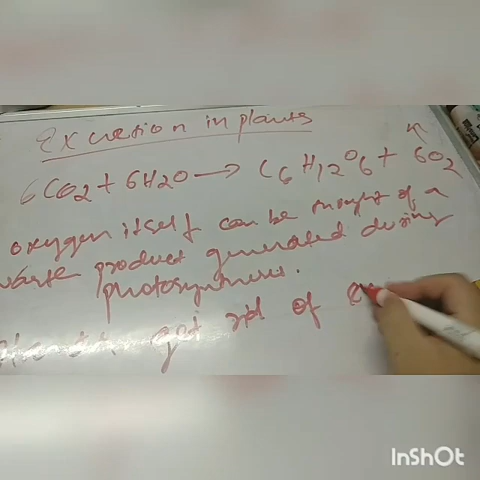 Excretion in plants
6CO2 + 6H2O → C6H12O6 + 6O2
oxygen itself can be thought of a
waste product generated during
photosynthesis.
get rid of
InShOt